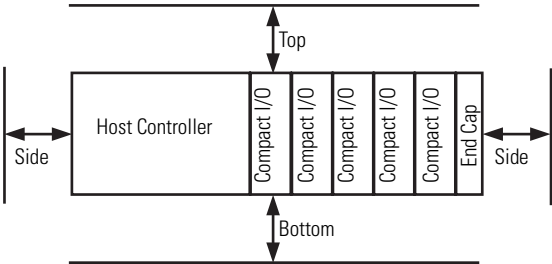 Top
Host Controller
Compact I/O
Compact I/O
Compact I/O
Compact I/O
Compact I/O
End Cap
Side
Side
Bottom